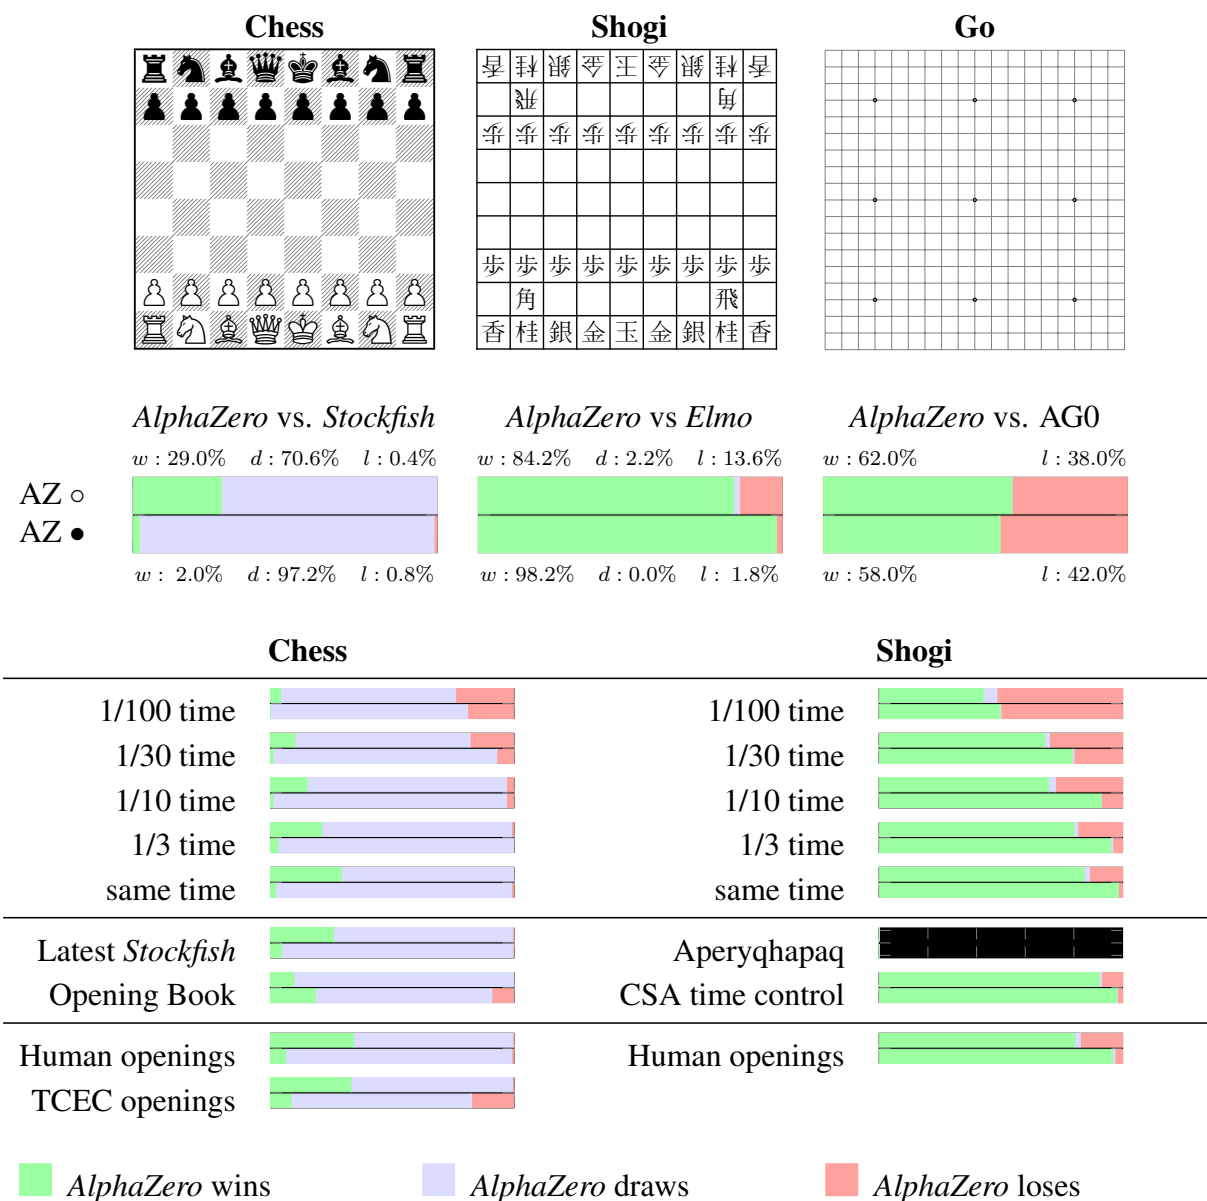 Chess Shogi Go
香 桂 銀 金 王 金 銀 桂 香
飛 角
歩 歩 歩 歩 歩 歩 歩 歩 歩
歩 歩 歩 歩 歩 歩 歩 歩 歩
角 飛
香 桂 銀 金 玉 金 銀 桂 香
AlphaZero vs. Stockfish AlphaZero vs Elmo AlphaZero vs. AG0
w : 29.0% d : 70.6% l : 0.4% w : 84.2% d : 2.2% l : 13.6% w : 62.0% l : 38.0%
AZ ○
AZ ●
w : 2.0% d : 97.2% l : 0.8% w : 98.2% d : 0.0% l : 1.8% w : 58.0% l : 42.0%
Chess Shogi
1/100 time 1/100 time
1/30 time 1/30 time
1/10 time 1/10 time
1/3 time 1/3 time
same time same time
Latest Stockfish Aperyqhapaq
Opening Book CSA time control
Human openings Human openings
TCEC openings
AlphaZero wins AlphaZero draws AlphaZero loses